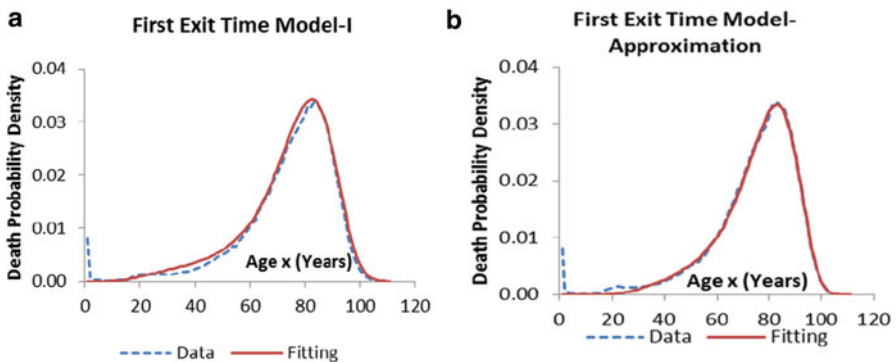 a
First Exit Time Model-I
Death Probability Density
0.04
0.03
0.02
0.01
0.00
0 20 40 60 80 100 120
Age x (Years)
Data Fitting
b
First Exit Time Model-
Approximation
Death Probability Density
0.04
0.03
0.02
0.01
0.00
0 20 40 60 80 100 120
Age x (Years)
Data Fitting